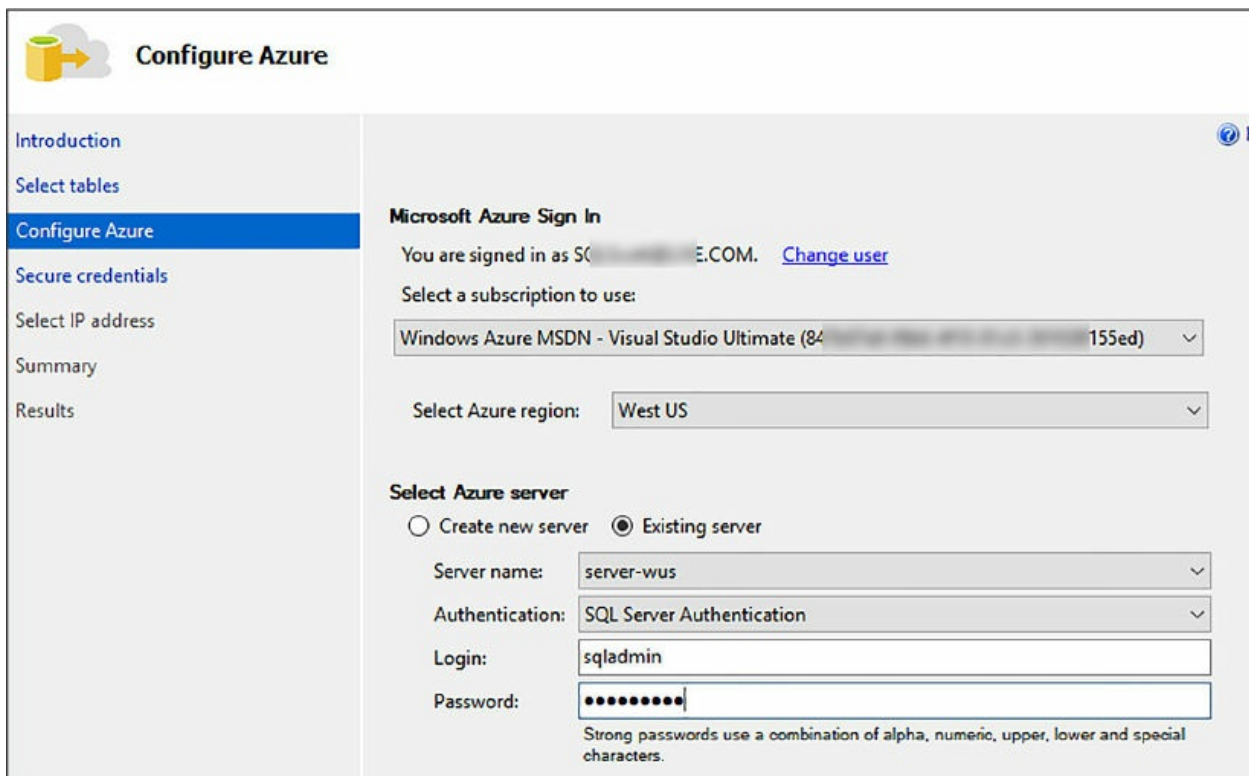 Configure Azure
Introduction
Select tables
Configure Azure
Secure credentials
Select IP address
Summary
Results
Microsoft Azure Sign In
You are signed in as E.COM. Change user
Select a subscription to use:
Windows Azure MSDN - Visual Studio Ultimate (84 155ed)
Select Azure region: West US
Select Azure server
Create new server Existing server
Server name: server-wus
Authentication: SQL Server Authentication
Login: sqladmin
Password: •••••••••
Strong passwords use a combination of alpha, numeric, upper, lower and special
characters.